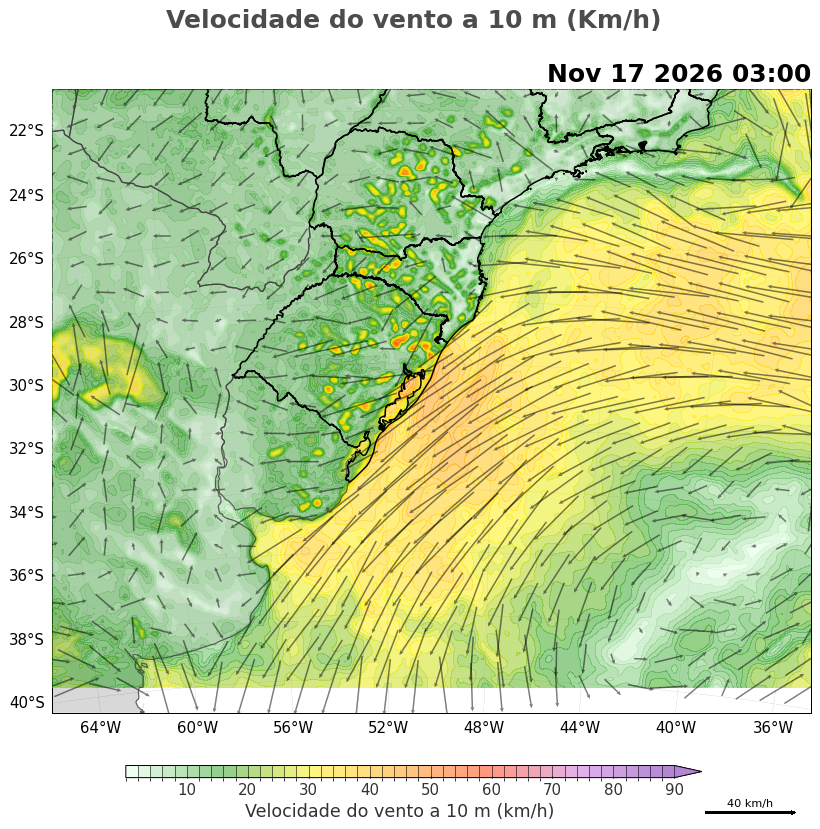 Velocidade do vento a 10 m (Km/h)
Nov 17 2026 03:00
22°S
24°S
26°S
28°S
30°S
32°S
34°S
36°S
38°S
40°S
64°W 60°W 56°W 52°W 48°W 44°W 40°W 36°W
10 20 30 40 50 60 70 80 90
Velocidade do vento a 10 m (km/h)
40 km/h